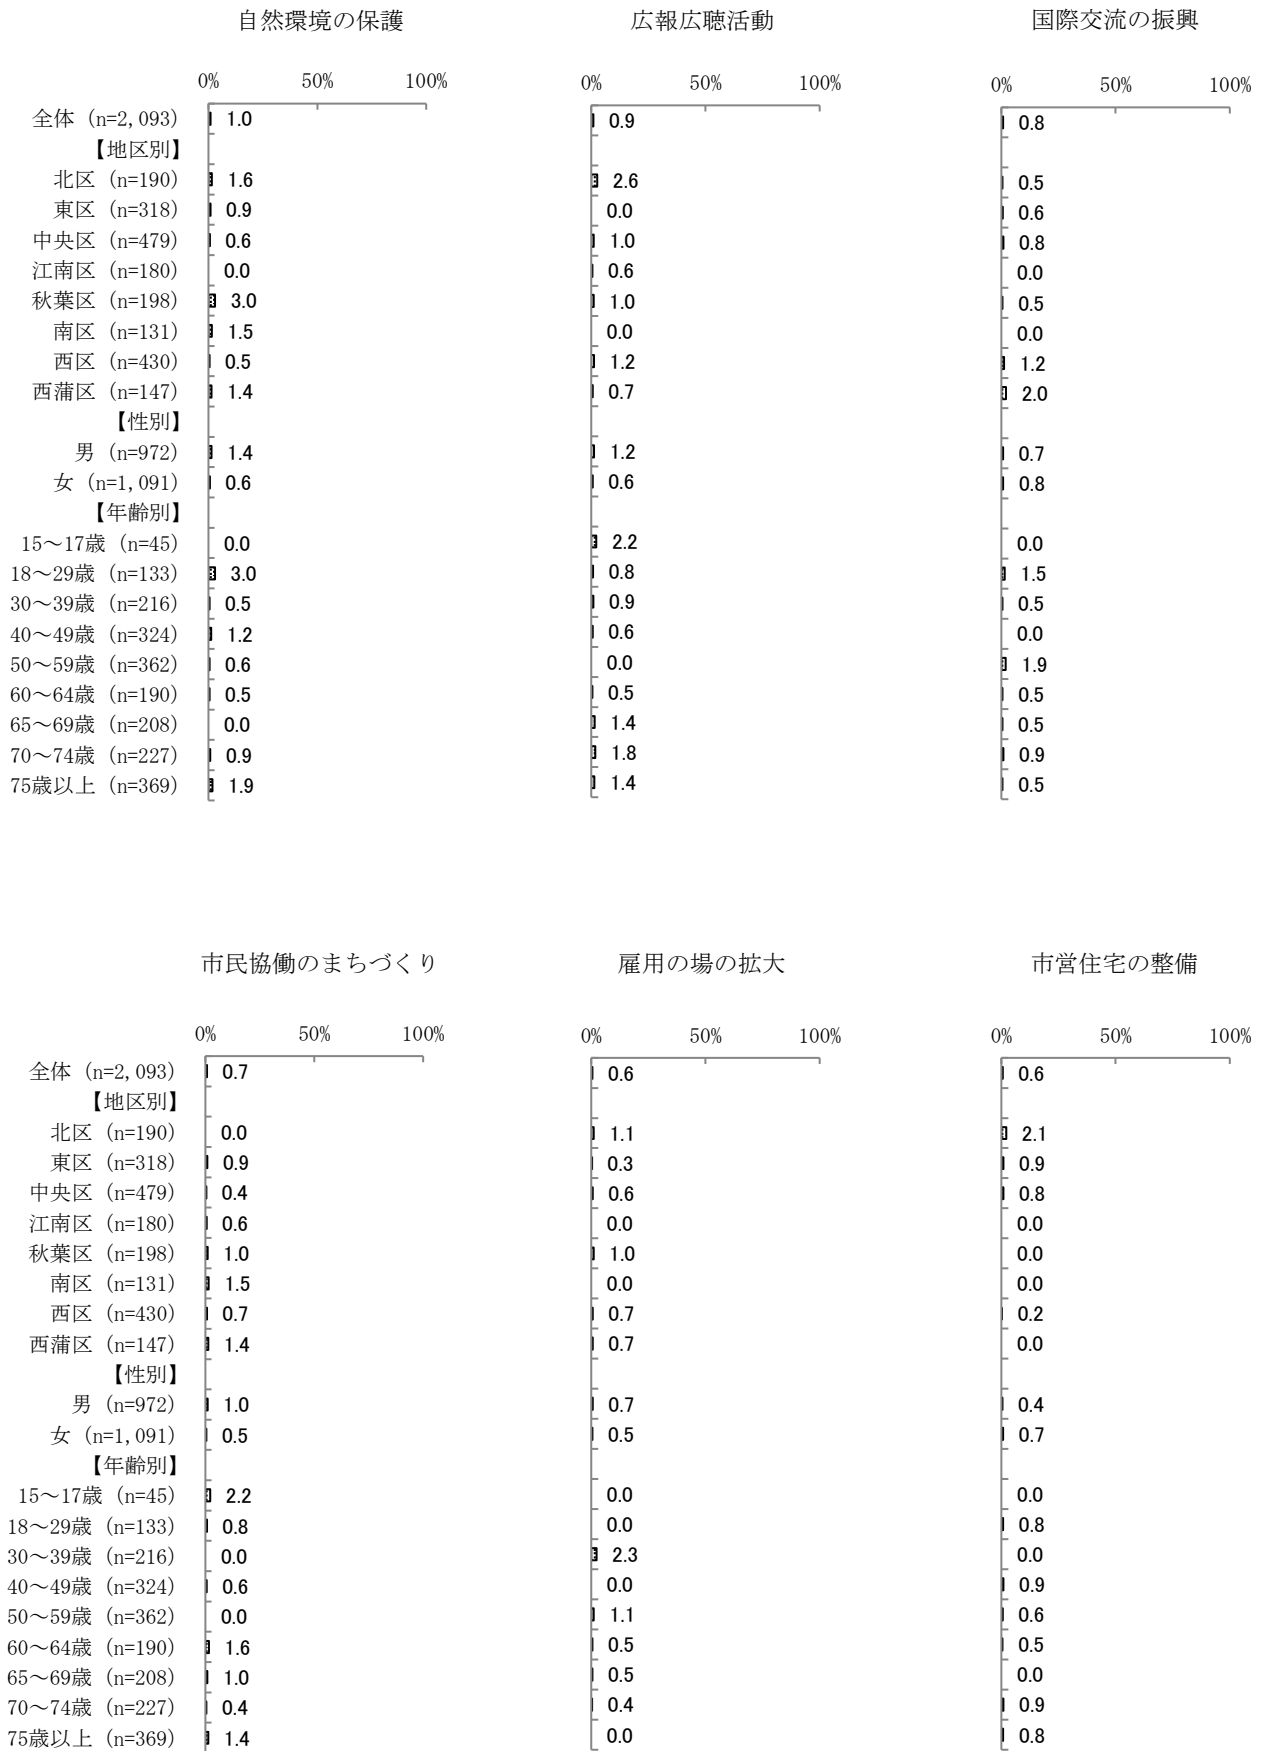 自然環境の保護 広報広聴活動 国際交流の振興
0% 50% 100% 0% 50% 100% 0% 50% 100%
全体 (n=2,093) 1.0 0.9 0.8
【地区別】
北区 (n=190) 1.6 2.6 0.5
東区 (n=318) 0.9 0.0 0.6
中央区 (n=479) 0.6 1.0 0.8
江南区 (n=180) 0.0 0.6 0.0
秋葉区 (n=198) 3.0 1.0 0.5
南区 (n=131) 1.5 0.0 0.0
西区 (n=430) 0.5 1.2 1.2
西蒲区 (n=147) 1.4 0.7 2.0
【性別】
男 (n=972) 1.4 1.2 0.7
女 (n=1,091) 0.6 0.6 0.8
【年齢別】
15～17歳 (n=45) 0.0 2.2 0.0
18～29歳 (n=133) 3.0 0.8 1.5
30～39歳 (n=216) 0.5 0.9 0.5
40～49歳 (n=324) 1.2 0.6 0.0
50～59歳 (n=362) 0.6 0.0 1.9
60～64歳 (n=190) 0.5 0.5 0.5
65～69歳 (n=208) 0.0 1.4 0.5
70～74歳 (n=227) 0.9 1.8 0.9
75歳以上 (n=369) 1.9 1.4 0.5
市民協働のまちづくり 雇用の場の拡大 市営住宅の整備
0% 50% 100% 0% 50% 100% 0% 50% 100%
全体 (n=2,093) 0.7 0.6 0.6
【地区別】
北区 (n=190) 0.0 1.1 2.1
東区 (n=318) 0.9 0.3 0.9
中央区 (n=479) 0.4 0.6 0.8
江南区 (n=180) 0.6 0.0 0.0
秋葉区 (n=198) 1.0 1.0 0.0
南区 (n=131) 1.5 0.0 0.0
西区 (n=430) 0.7 0.7 0.2
西蒲区 (n=147) 1.4 0.7 0.0
【性別】
男 (n=972) 1.0 0.7 0.4
女 (n=1,091) 0.5 0.5 0.7
【年齢別】
15～17歳 (n=45) 2.2 0.0 0.0
18～29歳 (n=133) 0.8 0.0 0.8
30～39歳 (n=216) 0.0 2.3 0.0
40～49歳 (n=324) 0.6 0.0 0.9
50～59歳 (n=362) 0.0 1.1 0.6
60～64歳 (n=190) 1.6 0.5 0.5
65～69歳 (n=208) 1.0 0.5 0.0
70～74歳 (n=227) 0.4 0.4 0.9
75歳以上 (n=369) 1.4 0.0 0.8